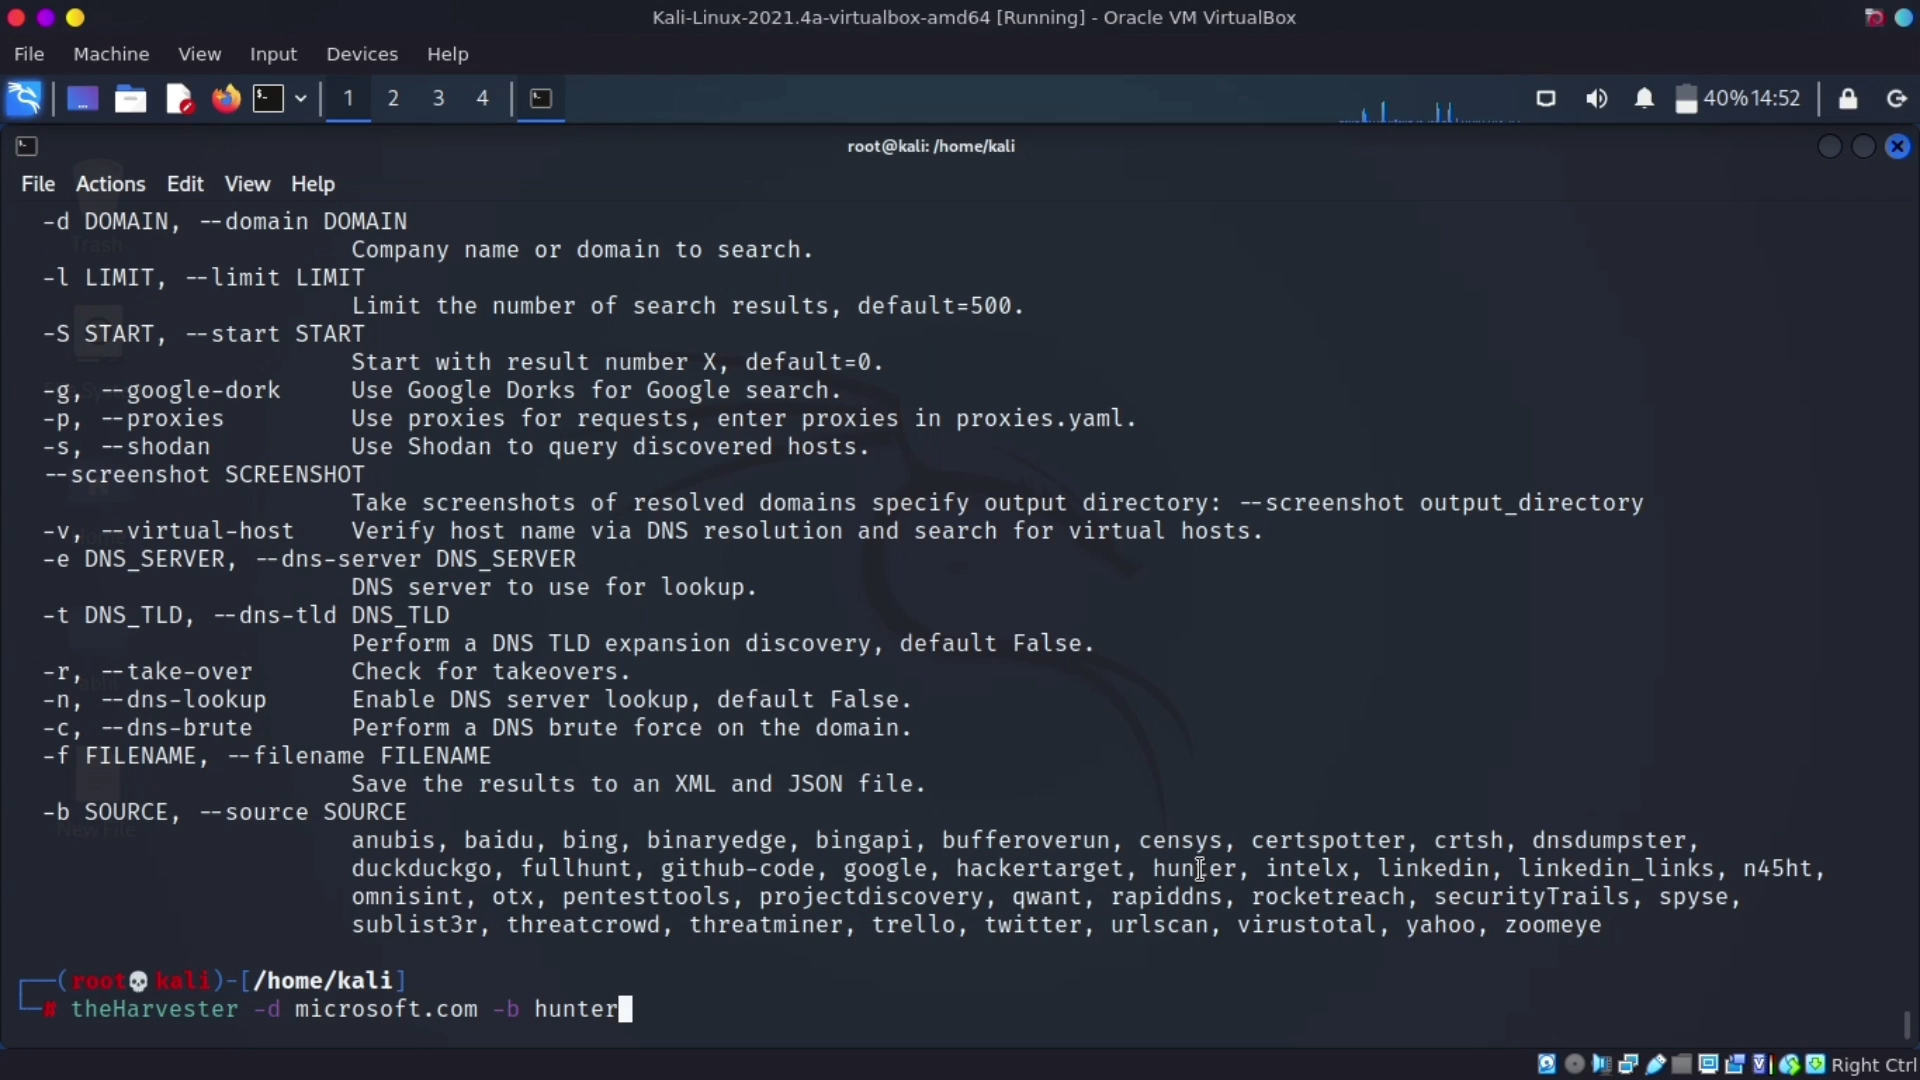 Kali-Linux-2021.4a-virtualbox-amd64 [Running] - Oracle VM VirtualBox
File Machine View Input Devices Help
1 2 3 4 40% 14:52
root@kali: /home/kali
File Actions Edit View Help
-d DOMAIN, --domain DOMAIN
Company name or domain to search.
-l LIMIT, --limit LIMIT
Limit the number of search results, default=500.
-S START, --start START
Start with result number X, default=0.
-g, --google-dork Use Google Dorks for Google search.
-p, --proxies Use proxies for requests, enter proxies in proxies.yaml.
-s, --shodan Use Shodan to query discovered hosts.
--screenshot SCREENSHOT
Take screenshots of resolved domains specify output directory: --screenshot output_directory
-v, --virtual-host Verify host name via DNS resolution and search for virtual hosts.
-e DNS_SERVER, --dns-server DNS_SERVER
DNS server to use for lookup.
-t DNS_TLD, --dns-tld DNS_TLD
Perform a DNS TLD expansion discovery, default False.
-r, --take-over Check for takeovers.
-n, --dns-lookup Enable DNS server lookup, default False.
-c, --dns-brute Perform a DNS brute force on the domain.
-f FILENAME, --filename FILENAME
Save the results to an XML and JSON file.
-b SOURCE, --source SOURCE
anubis, baidu, bing, binaryedge, bingapi, bufferoverun, censys, certspotter, crtsh, dnsdumpster,
duckduckgo, fullhunt, github-code, google, hackertarget, hunter, intelx, linkedin, linkedin_links, n45ht,
omnisint, otx, pentesttools, projectdiscovery, qwant, rapiddns, rocketreach, securityTrails, spyse,
sublist3r, threatcrowd, threatminer, trello, twitter, urlscan, virustotal, yahoo, zoomeye
┌──(root💀kali)-[/home/kali]
└─# theHarvester -d microsoft.com -b hunter
Right Ctrl